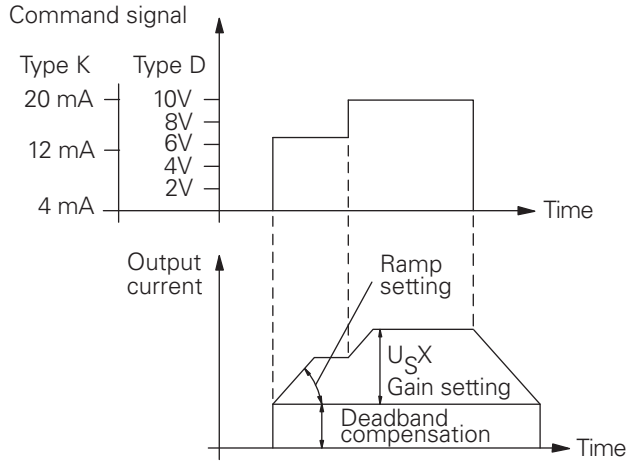 Command signal
Type K
Type D
20 mA
10V
8V
12 mA
6V
4V
2V
4 mA
Time
Output
current
Ramp
setting
USX
Gain setting
Deadband
compensation
Time